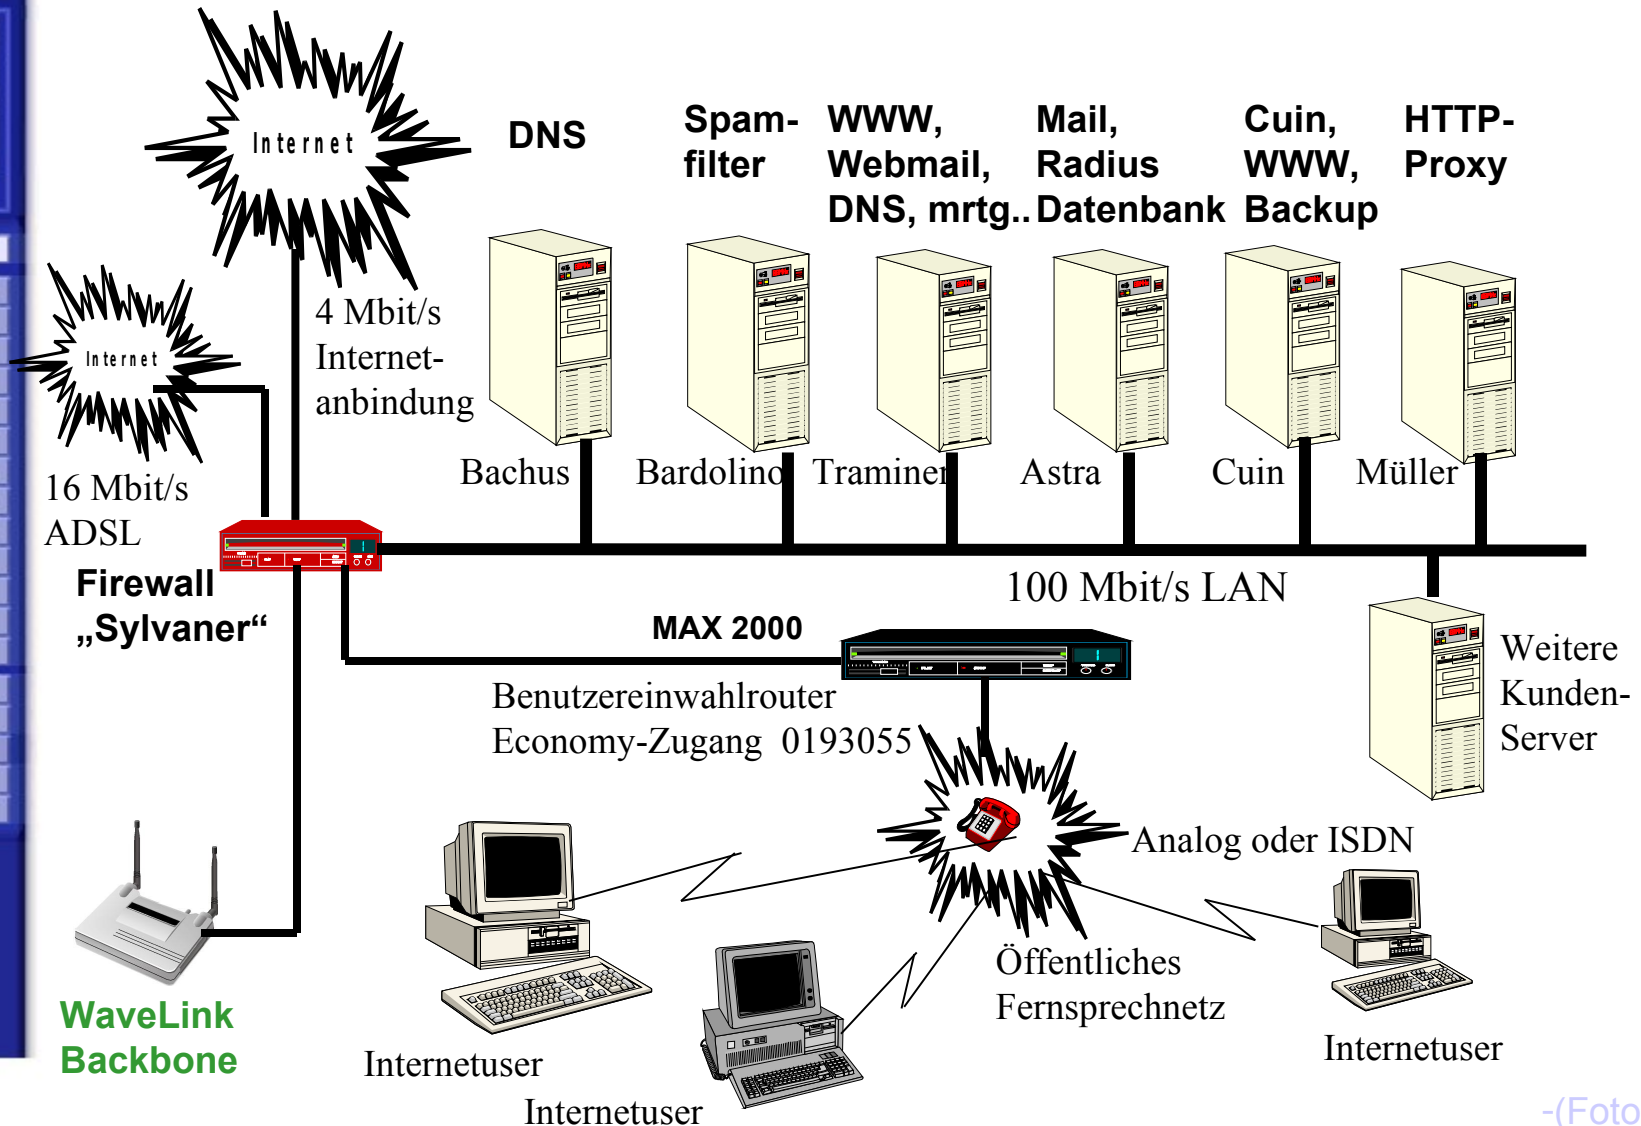 Internet
DNS
Spam-
filter
WWW,
Webmail,
DNS, mrtg..
Mail,
Radius
Datenbank
Cuin,
WWW,
Backup
HTTP-
Proxy
4 Mbit/s
Internet-
anbindung
Internet
16 Mbit/s
ADSL
Bachus
Bardolino
Traminer
Astra
Cuin
Müller
Firewall
„Sylvaner“
100 Mbit/s LAN
MAX 2000
Benutzereinwahlrouter
Economy-Zugang 0193055
Weitere
Kunden-
Server
Analog oder ISDN
Öffentliches
Fernsprechnetz
WaveLink
Backbone
Internetuser
Internetuser
Internetuser
-(Foto